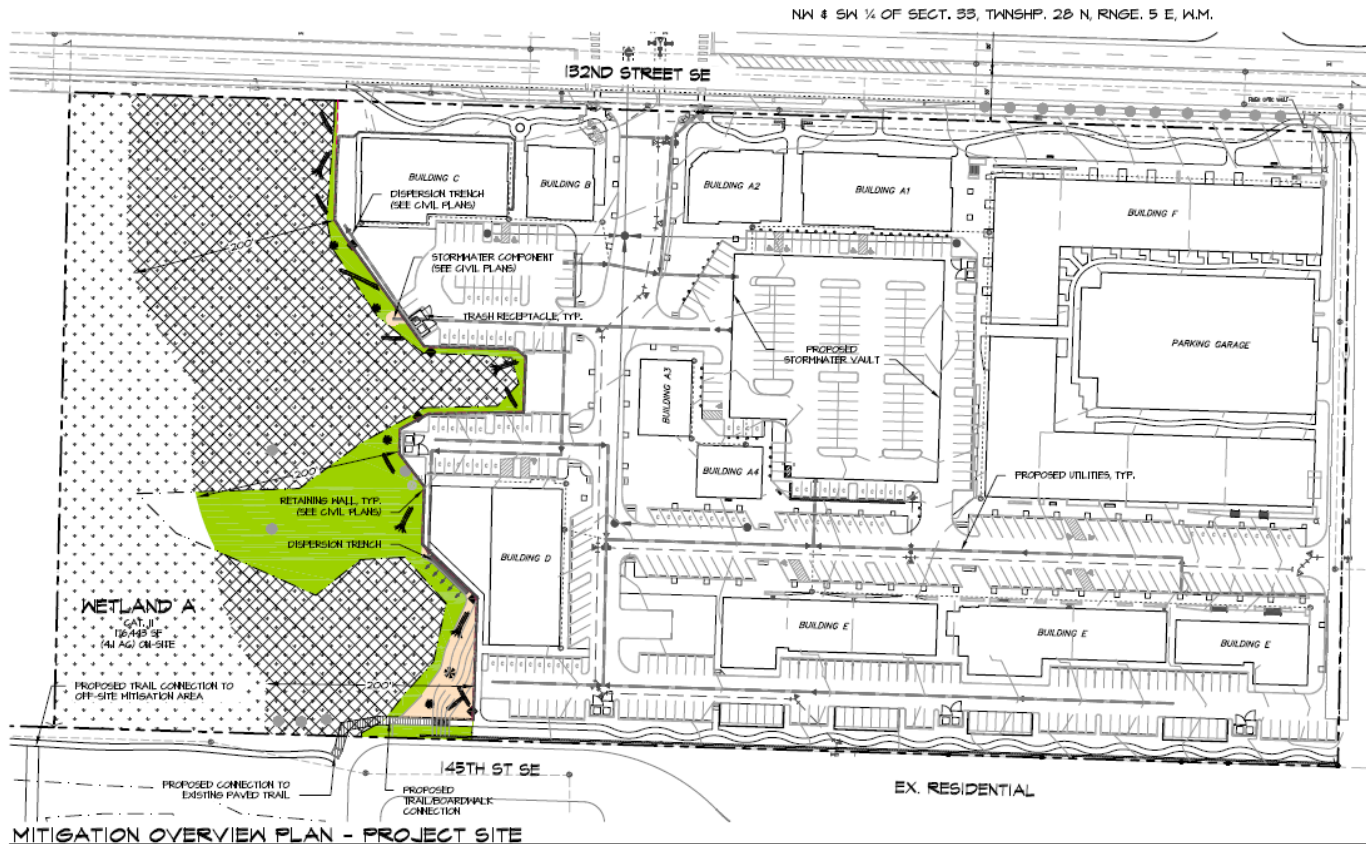 NW & SW ¼ OF SECT. 33, TWNSHP. 28 N, RNGE. 5 E, W.M.
132ND STREET SE
BUILDING C
DISPERSION TRENCH
(SEE CIVIL PLANS)
BUILDING B
BUILDING A2
BUILDING A1
BUILDING F
200'
STORMWATER COMPONENT
(SEE CIVIL PLANS)
TRASH RECEPTACLE, TYP.
PROPOSED
STORMWATER VAULT
PARKING GARAGE
BUILDING A3
BUILDING A4
200'
RETAINING WALL, TYP.
(SEE CIVIL PLANS)
PROPOSED UTILITIES, TYP.
DISPERSION TRENCH
BUILDING D
WETLAND A
CAT. II
(4.1 AC) ON-SITE
BUILDING E
BUILDING E
BUILDING E
PROPOSED TRAIL CONNECTION TO
OFF-SITE MITIGATION AREA
200'
145TH ST SE
PROPOSED CONNECTION TO
EXISTING PAVED TRAIL
PROPOSED
TRAIL/BOARDWALK
CONNECTION
EX. RESIDENTIAL
MITIGATION OVERVIEW PLAN - PROJECT SITE